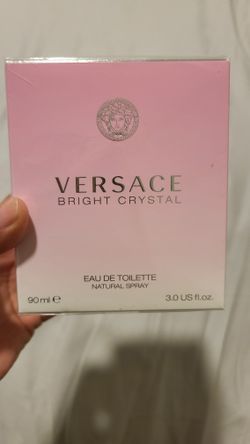 VERSACE
BRIGHT CRYSTAL
EAU DE TOILETTE
NATURAL SPRAY
90 ml ℮ 3.0 US fl.oz.